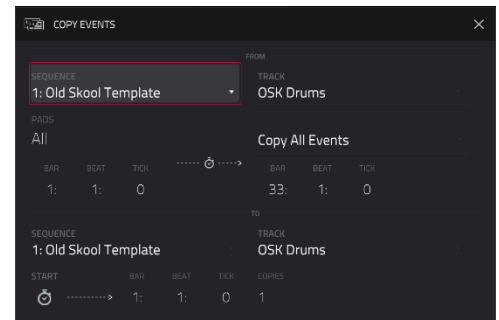 COPY EVENTS
FROM
SEQUENCE TRACK
1: Old Skool Template OSK Drums
PADS
All Copy All Events
BAR BEAT TICK BAR BEAT TICK
1: 1: 0 33: 1: 0
TO
SEQUENCE TRACK
1: Old Skool Template OSK Drums
START BAR BEAT TICK COPIES
1: 1: 0 1